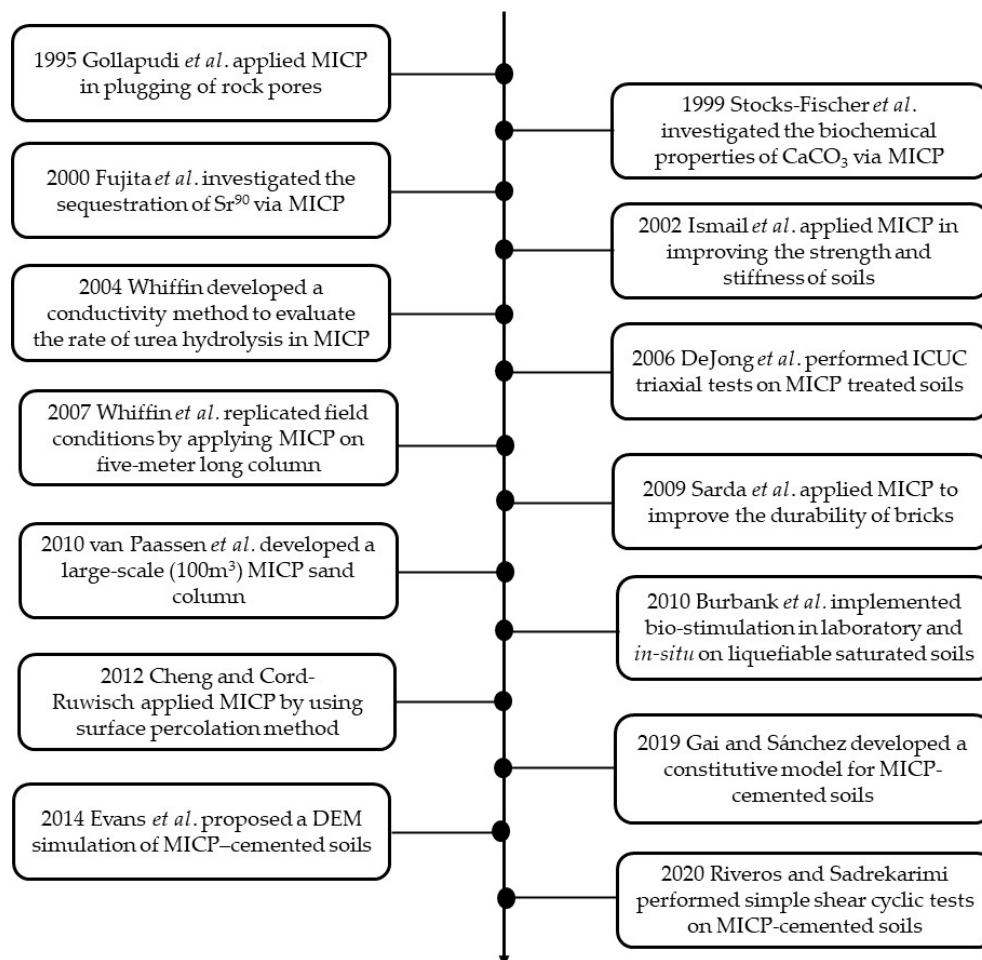 1995 Gollapudi et al. applied MICP
in plugging of rock pores
1999 Stocks-Fischer et al.
investigated the biochemical
properties of CaCO₃ via MICP
2000 Fujita et al. investigated the
sequestration of Sr⁹⁰ via MICP
2002 Ismail et al. applied MICP in
improving the strength and
stiffness of soils
2004 Whiffin developed a
conductivity method to evaluate
the rate of urea hydrolysis in MICP
2006 DeJong et al. performed ICUC
triaxial tests on MICP treated soils
2007 Whiffin et al. replicated field
conditions by applying MICP on
five-meter long column
2009 Sarda et al. applied MICP to
improve the durability of bricks
2010 van Paassen et al. developed a
large-scale (100m³) MICP sand
column
2010 Burbank et al. implemented
bio-stimulation in laboratory and
in-situ on liquefiable saturated soils
2012 Cheng and Cord-
Ruwisch applied MICP by using
surface percolation method
2019 Gai and Sánchez developed a
constitutive model for MICP-
cemented soils
2014 Evans et al. proposed a DEM
simulation of MICP–cemented soils
2020 Riveros and Sadrekarimi
performed simple shear cyclic tests
on MICP-cemented soils